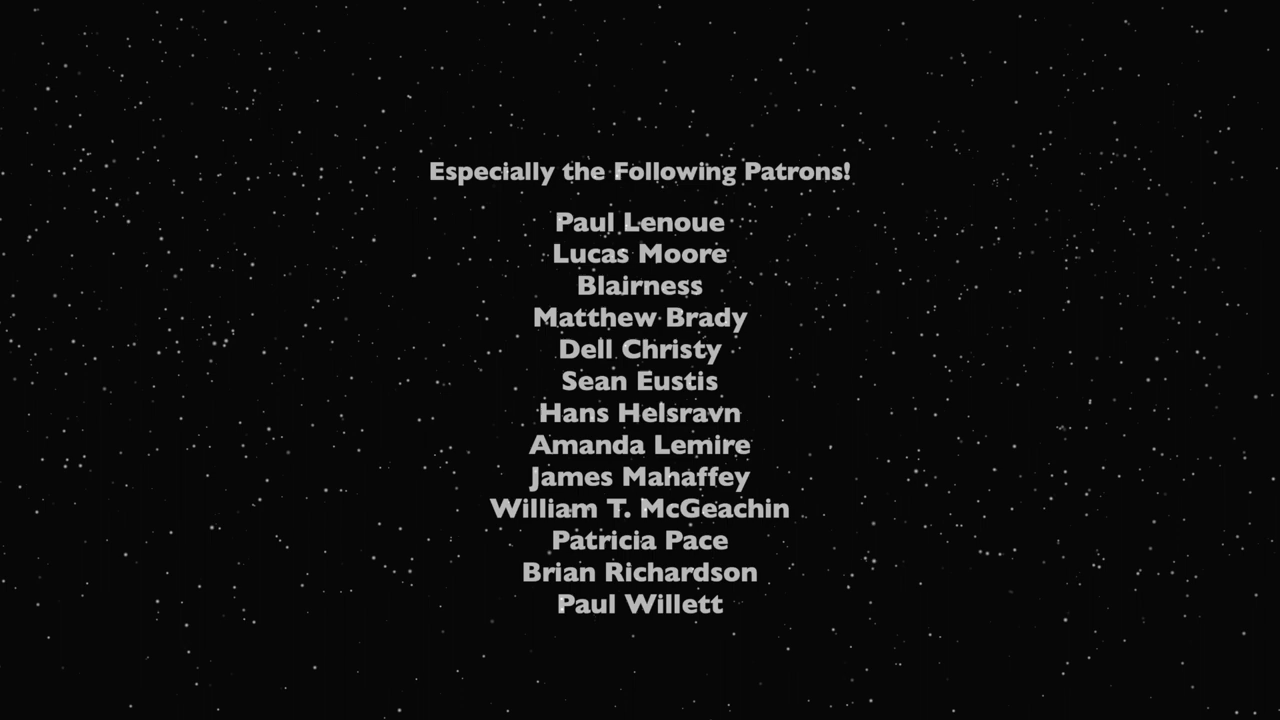 Especially the Following Patrons!
Paul Lenoue
Lucas Moore
Blairness
Matthew Brady
Dell Christy
Sean Eustis
Hans Helsravn
Amanda Lemire
James Mahaffey
William T. McGeachin
Patricia Pace
Brian Richardson
Paul Willett